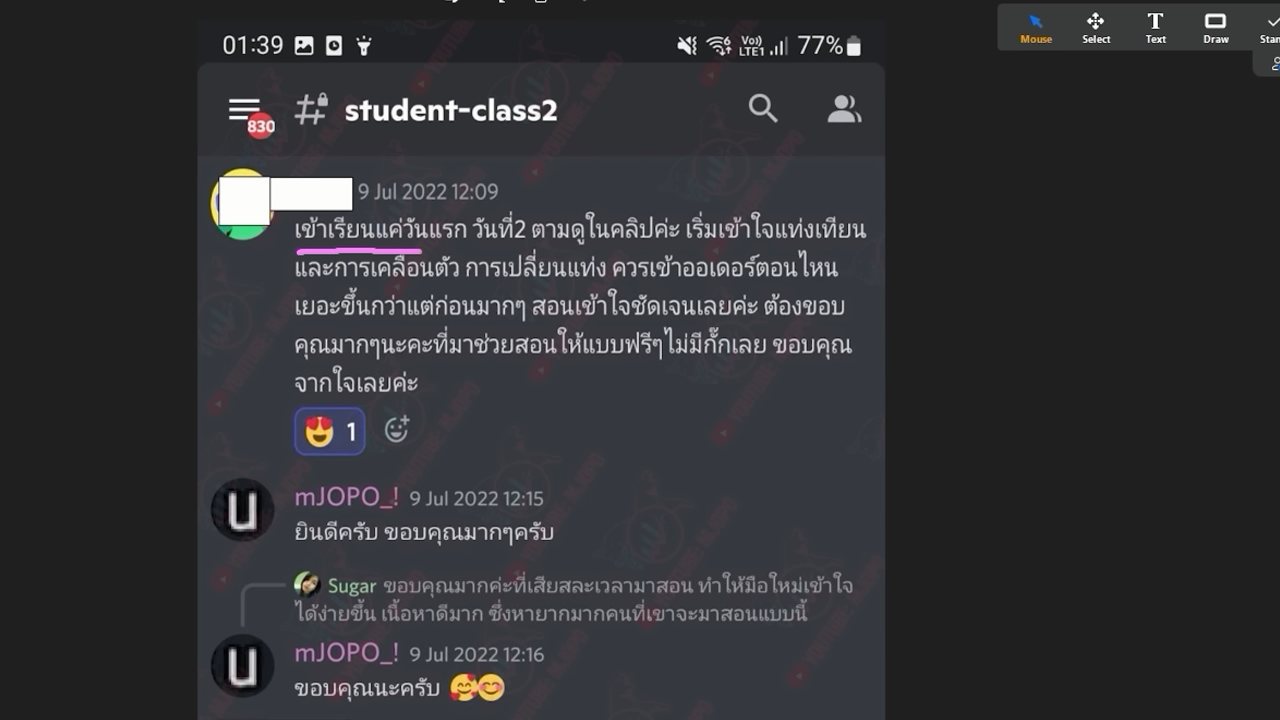 Mouse
Select
Text
Draw
01:39
Vo))
LTE1
77%
830
student-class2
9 Jul 2022 12:09
เข้าเรียนแค่วันแรก วันที่2 ตามดูในคลิปค่ะ เริ่มเข้าใจแท่งเทียน
และการเคลื่อนตัว การเปลี่ยนแท่ง ควรเข้าออเดอร์ตอนไหน
เยอะขึ้นกว่าแต่ก่อนมากๆ สอนเข้าใจชัดเจนเลยค่ะ ต้องขอบ
คุณมากๆนะคะที่มาช่วยสอนให้แบบฟรีๆไม่มีกั๊กเลย ขอบคุณ
จากใจเลยค่ะ
1
mJOPO_! 9 Jul 2022 12:15
ยินดีครับ ขอบคุณมากๆครับ
Sugar ขอบคุณมากค่ะที่เสียสละเวลามาสอน ทำให้มือใหม่เข้าใจ
ได้ง่ายขึ้น เนื้อหาดีมาก ซึ่งหายากมากคนที่เขาจะมาสอนแบบนี้
mJOPO_! 9 Jul 2022 12:16
ขอบคุณนะครับ